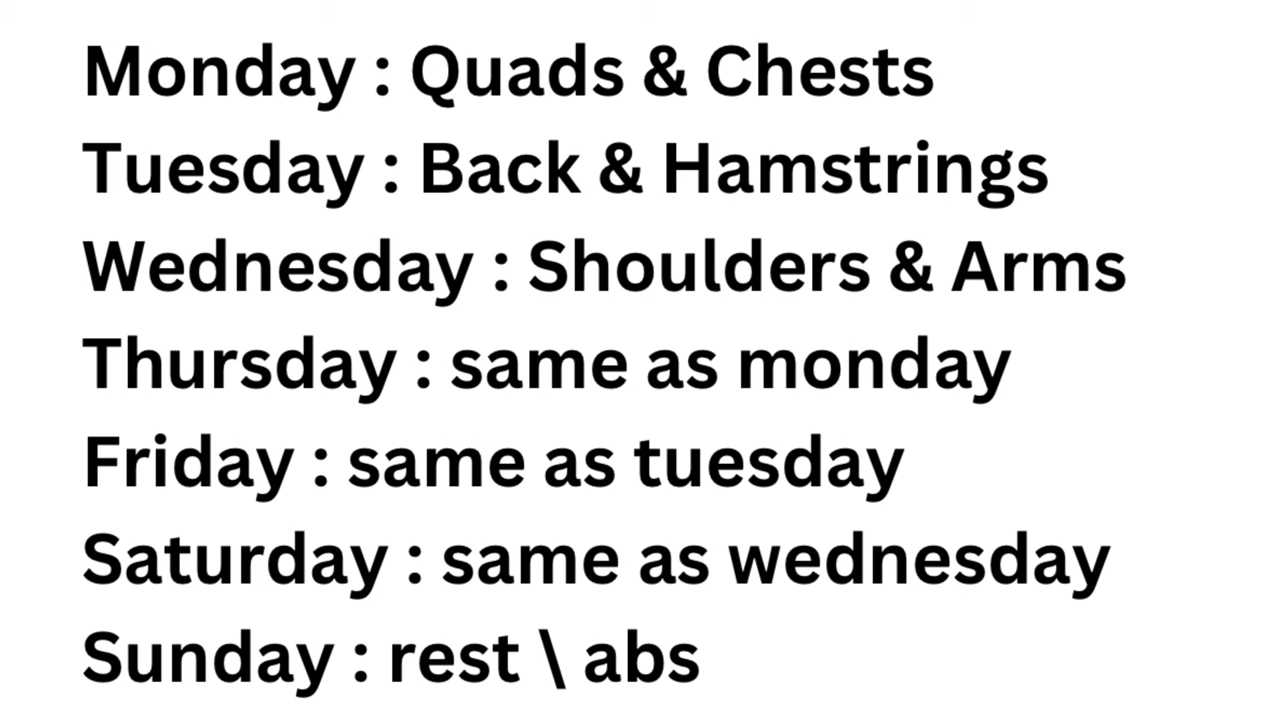 Monday : Quads & Chests
Tuesday : Back & Hamstrings
Wednesday : Shoulders & Arms
Thursday : same as monday
Friday : same as tuesday
Saturday : same as wednesday
Sunday : rest \ abs